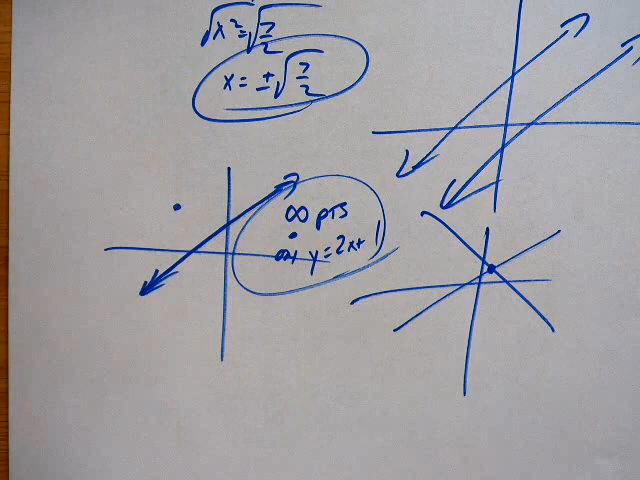 √x² = √7/2
x = ± √7/2
∞ pts
on y = 2x + 1